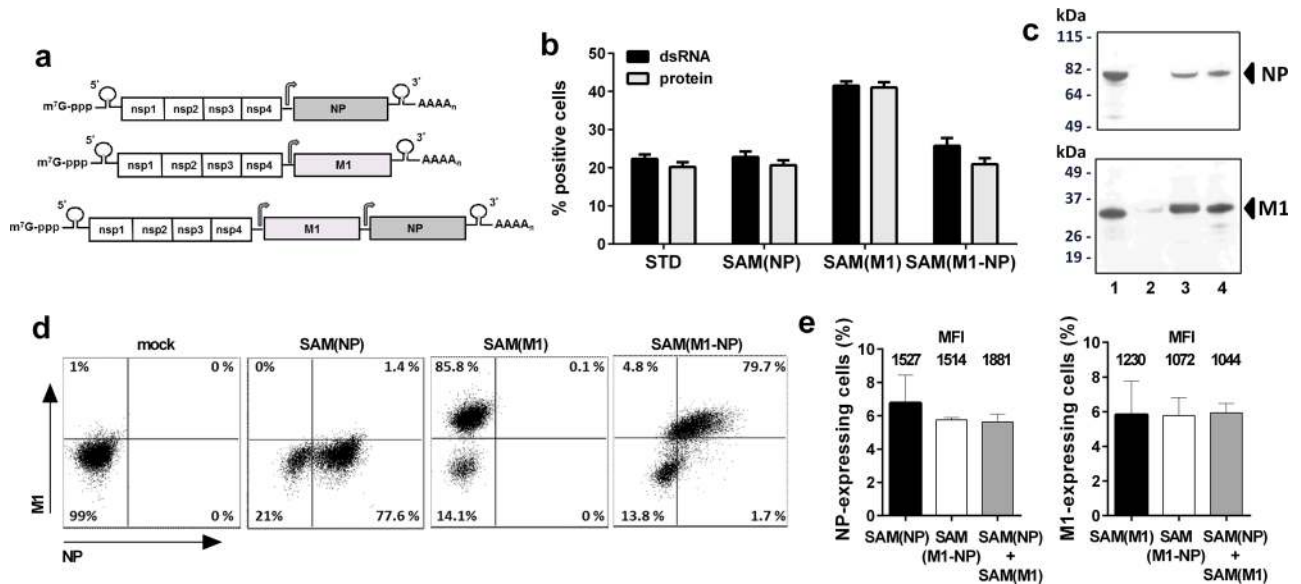 a
5' 3'
m⁷G-ppp nsp1 nsp2 nsp3 nsp4 NP AAAAₙ
5' 3'
m⁷G-ppp nsp1 nsp2 nsp3 nsp4 M1 AAAAₙ
5' 3'
m⁷G-ppp nsp1 nsp2 nsp3 nsp4 M1 NP AAAAₙ
b
dsRNA
protein
% positive cells
50
40
30
20
10
0
STD SAM(NP) SAM(M1) SAM(M1-NP)
c
kDa
115 -
82 -
64 -
49 -
NP
kDa
49 -
37 -
26 -
19 -
M1
1 2 3 4
d
mock SAM(NP) SAM(M1) SAM(M1-NP)
1% 0 % 0% 1.4 % 85.8 % 0.1 % 4.8 % 79.7 %
99% 0 % 21% 77.6 % 14.1% 0 % 13.8 % 1.7 %
M1
NP
e
NP-expressing cells (%)
MFI
1527 1514 1881
10
8
6
4
2
0
SAM(NP) SAM SAM(NP)
(M1-NP) +
SAM(M1)
M1-expressing cells (%)
MFI
1230 1072 1044
10
8
6
4
2
0
SAM(M1) SAM SAM(NP)
(M1-NP) +
SAM(M1)